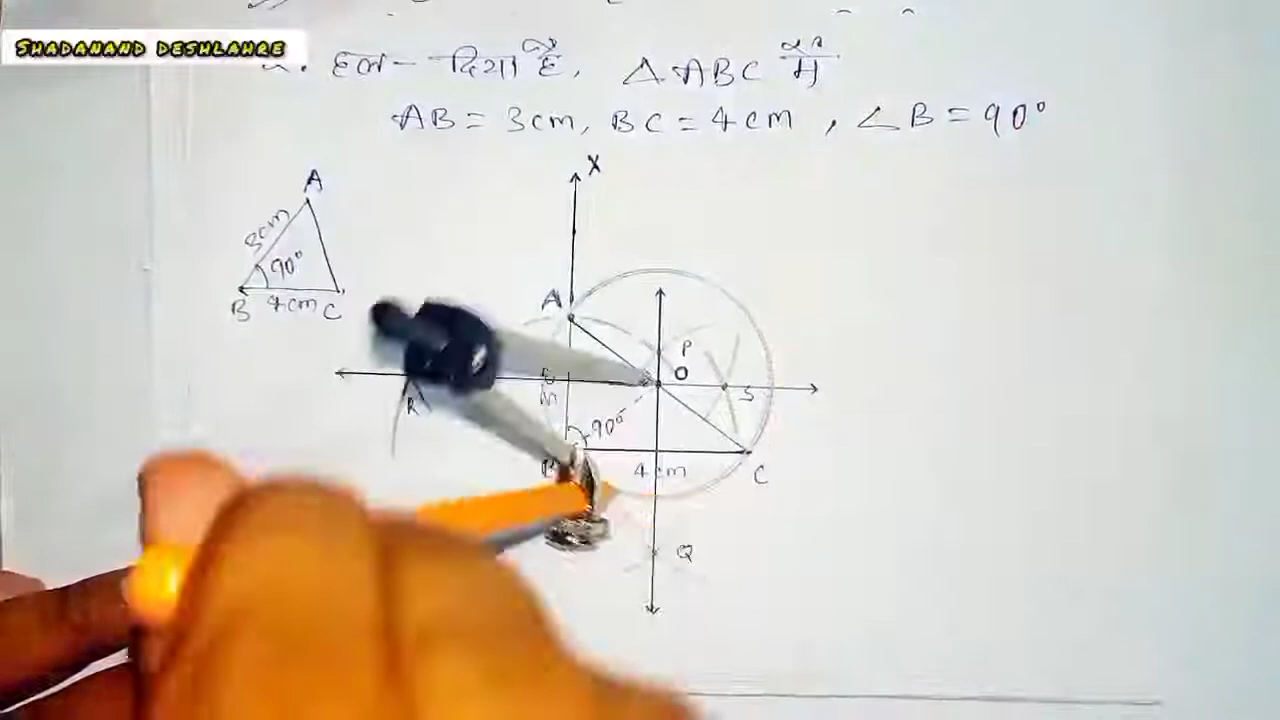 SHADANAND DESHLAHRE
हल- दिया है, △ABC में
AB = 3cm, BC = 4cm , ∠B = 90°
X
A
3cm
90°
B 4cm C
A
P
O
R
S
90°
B
4cm
C
Q